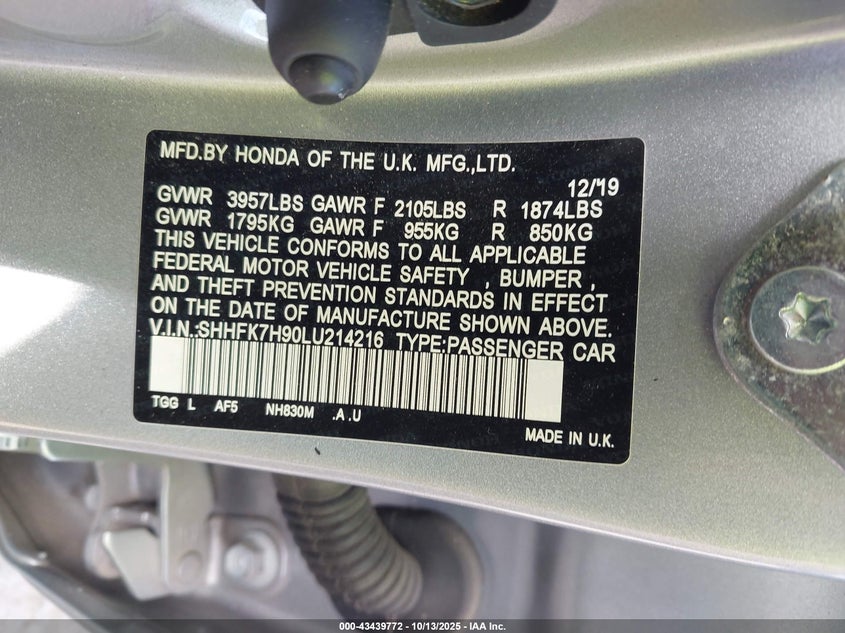 MFD.BY HONDA OF THE U.K. MFG.,LTD.
12/'19
GVWR 3957LBS GAWR F 2105LBS R 1874LBS
GVWR 1795KG GAWR F 955KG R 850KG
THIS VEHICLE CONFORMS TO ALL APPLICABLE
FEDERAL MOTOR VEHICLE SAFETY , BUMPER ,
AND THEFT PREVENTION STANDARDS IN EFFECT
ON THE DATE OF MANUFACTURE SHOWN ABOVE.
V.I.N.:SHHFK7H90LU214216 TYPE:PASSENGER CAR
TGG L AF5 NH830M .A .U
MADE IN U.K.
000-43439772 - 10/13/2025 - IAA Inc.